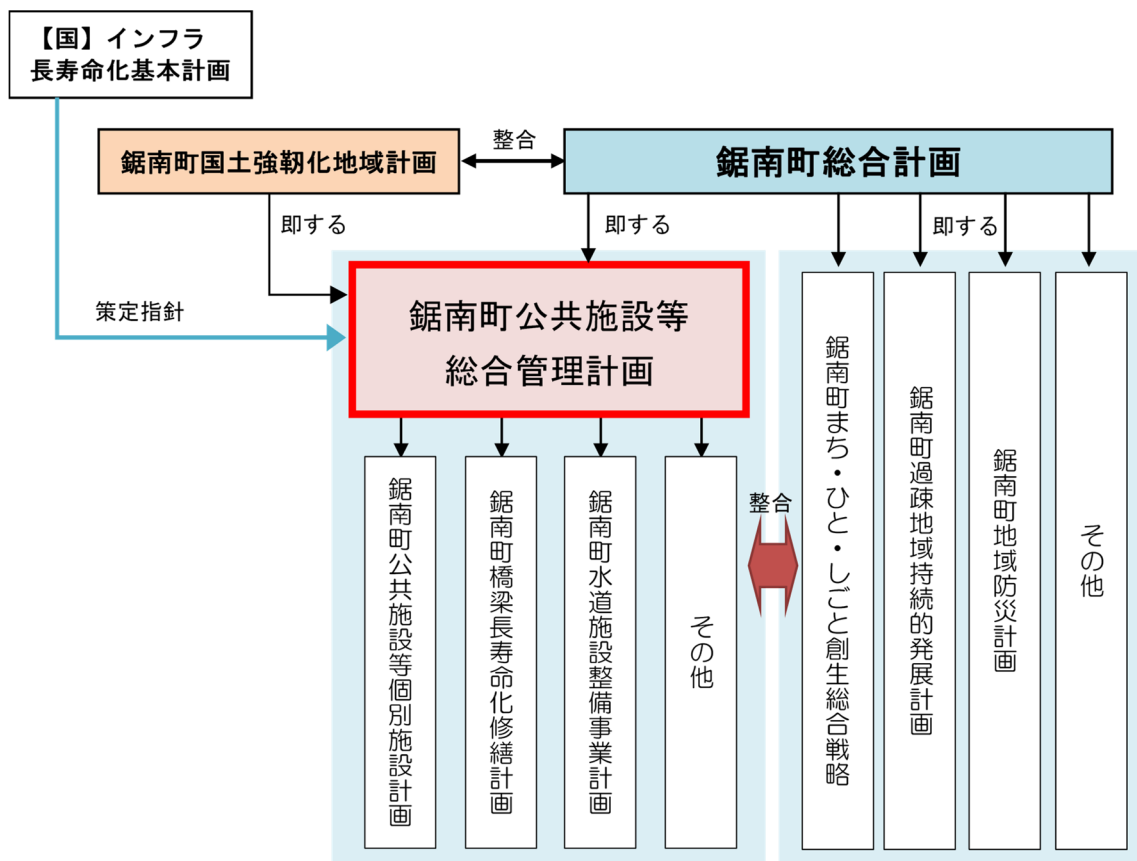 【国】インフラ
長寿命化基本計画
鋸南町国土強靭化地域計画
整合
鋸南町総合計画
即する
即する
即する
策定指針
鋸南町公共施設等
総合管理計画
鋸南町公共施設等個別施設計画
鋸南町橋梁長寿命化修繕計画
鋸南町水道施設整備事業計画
その他
整合
鋸南町まち・ひと・しごと創生総合戦略
鋸南町過疎地域持続的発展計画
鋸南町地域防災計画
その他